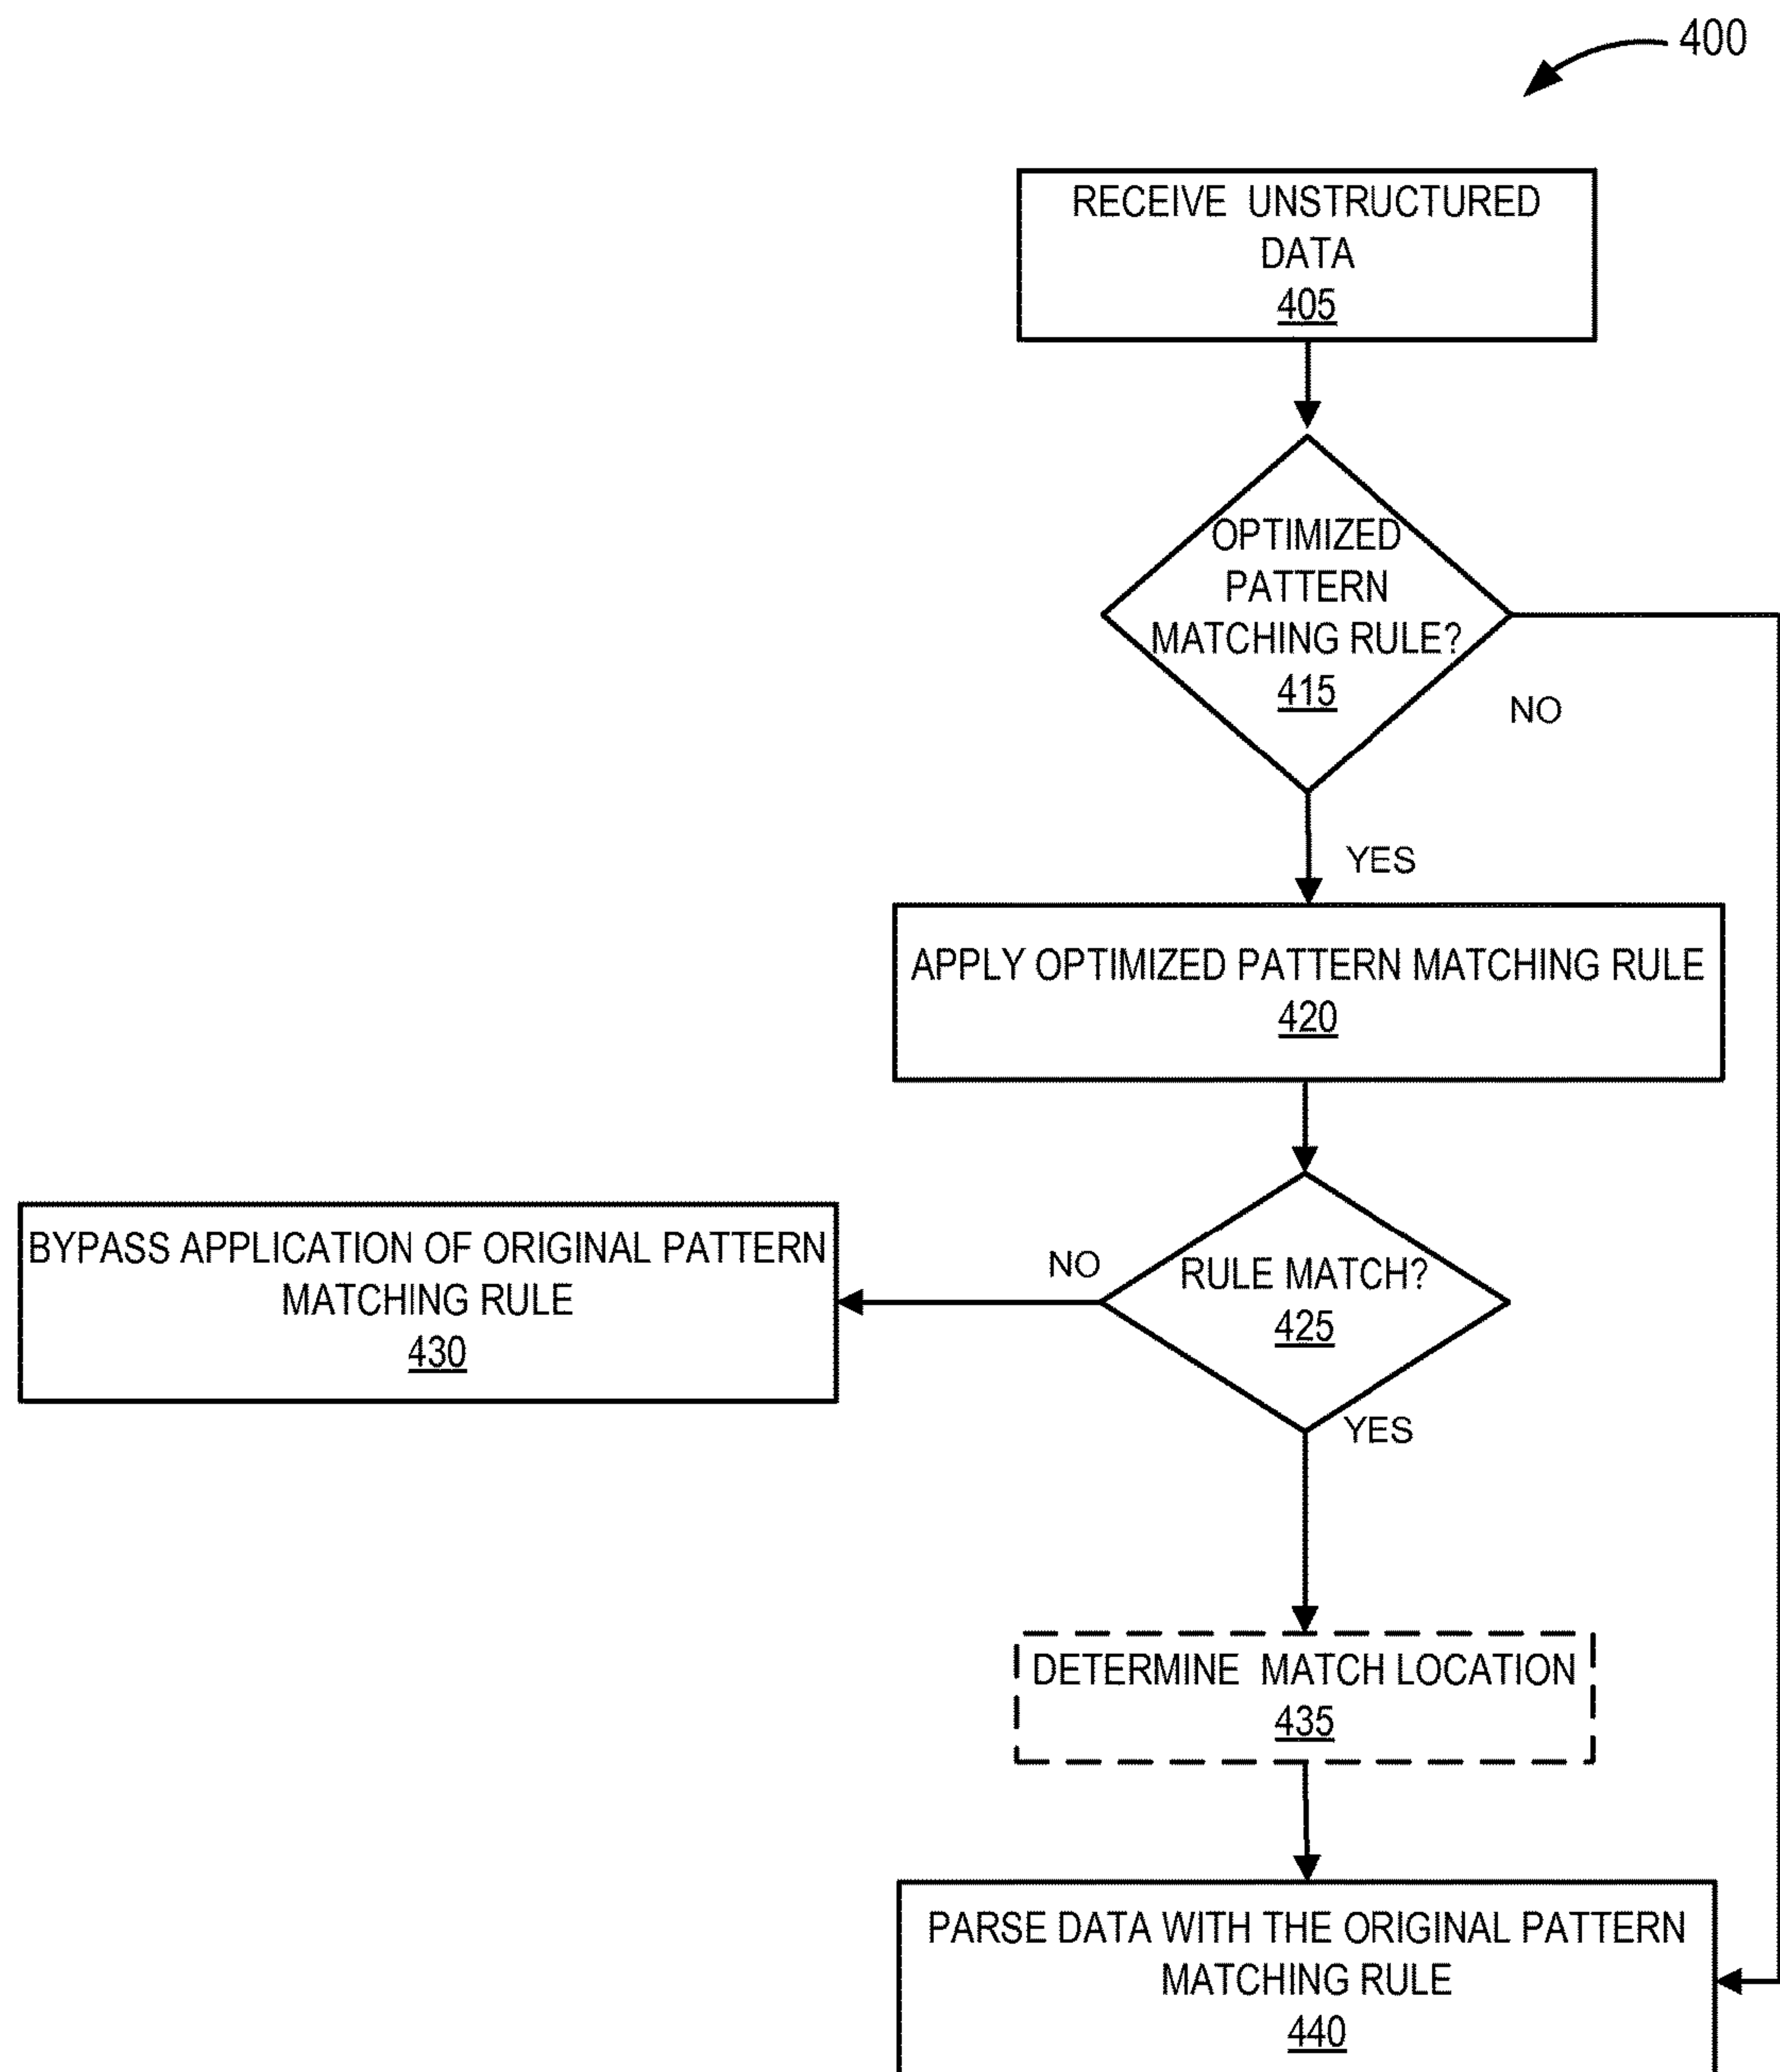 400
RECEIVE UNSTRUCTURED
DATA
405
OPTIMIZED
PATTERN
MATCHING RULE?
415
NO
YES
APPLY OPTIMIZED PATTERN MATCHING RULE
420
BYPASS APPLICATION OF ORIGINAL PATTERN
MATCHING RULE
430
NO
RULE MATCH?
425
YES
DETERMINE MATCH LOCATION
435
PARSE DATA WITH THE ORIGINAL PATTERN
MATCHING RULE
440